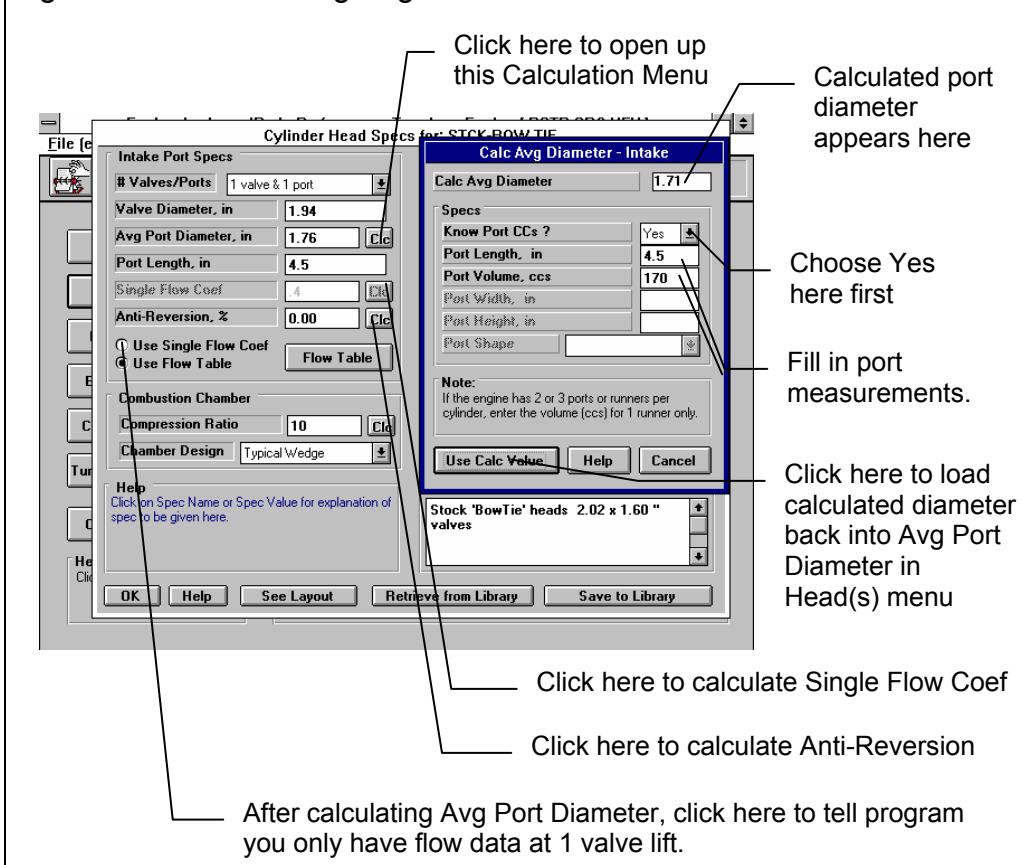 Click here to open up
this Calculation Menu
Calculated port
diameter
appears here
File (e
Cylinder Head Specs for: STCK-BOW TIE
Intake Port Specs
# Valves/Ports 1 valve & 1 port
Valve Diameter, in 1.94
Avg Port Diameter, in 1.76 Clc
Port Length, in 4.5
Single Flow Coef .4 Clc
Anti-Reversion, % 0.00 Clc
Use Single Flow Coef
Use Flow Table
Flow Table
Combustion Chamber
Compression Ratio 10 Clc
Chamber Design Typical Wedge
Help
Click on Spec Name or Spec Value for explanation of
spec to be given here.
Calc Avg Diameter - Intake
Calc Avg Diameter 1.71
Specs
Know Port CCs ? Yes
Port Length, in 4.5
Port Volume, ccs 170
Port Width, in
Port Height, in
Port Shape
Note:
If the engine has 2 or 3 ports or runners per
cylinder, enter the volume (ccs) for 1 runner only.
Use Calc Value Help Cancel
Stock 'BowTie' heads 2.02 x 1.60 "
valves
OK Help See Layout Retrieve from Library Save to Library
Tur
He
Clic
Choose Yes
here first
Fill in port
measurements.
Click here to load
calculated diameter
back into Avg Port
Diameter in
Head(s) menu
Click here to calculate Single Flow Coef
Click here to calculate Anti-Reversion
After calculating Avg Port Diameter, click here to tell program
you only have flow data at 1 valve lift.